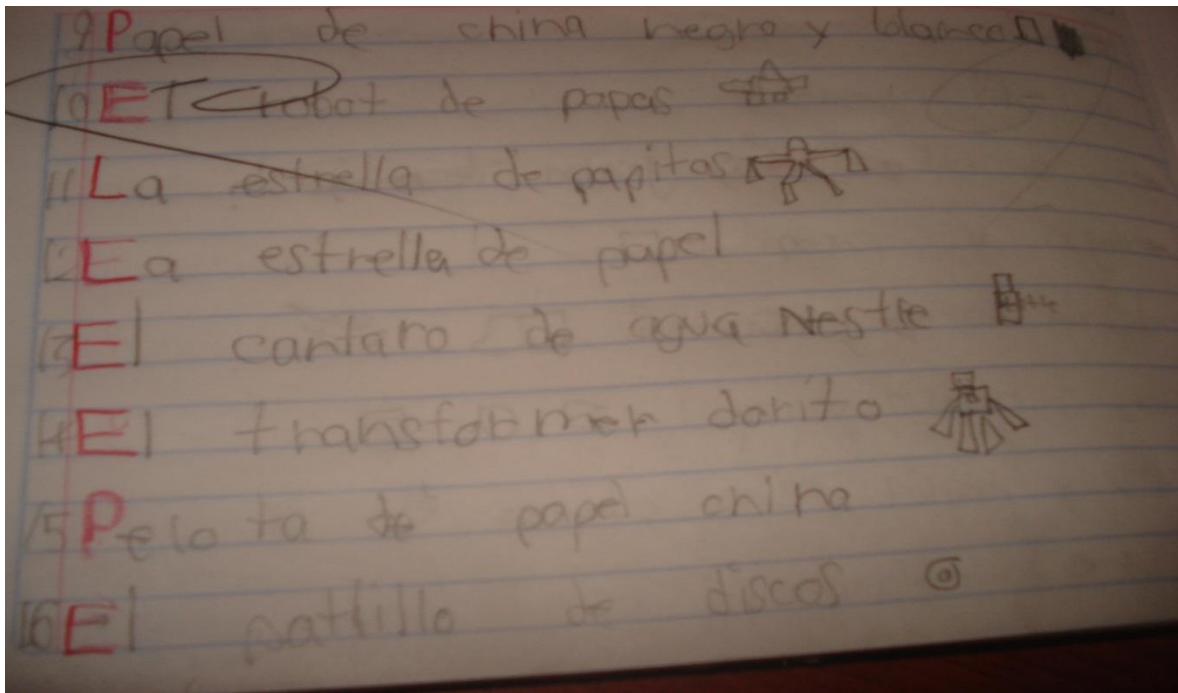 9 Papel de china negro y blanco
10 El robot de papas
11 La estrella de papitas
12 La estrella de papel
13 El cantaro de agua Nestle
14 El transformer dorito
15 Pelota de papel china
16 El de discos